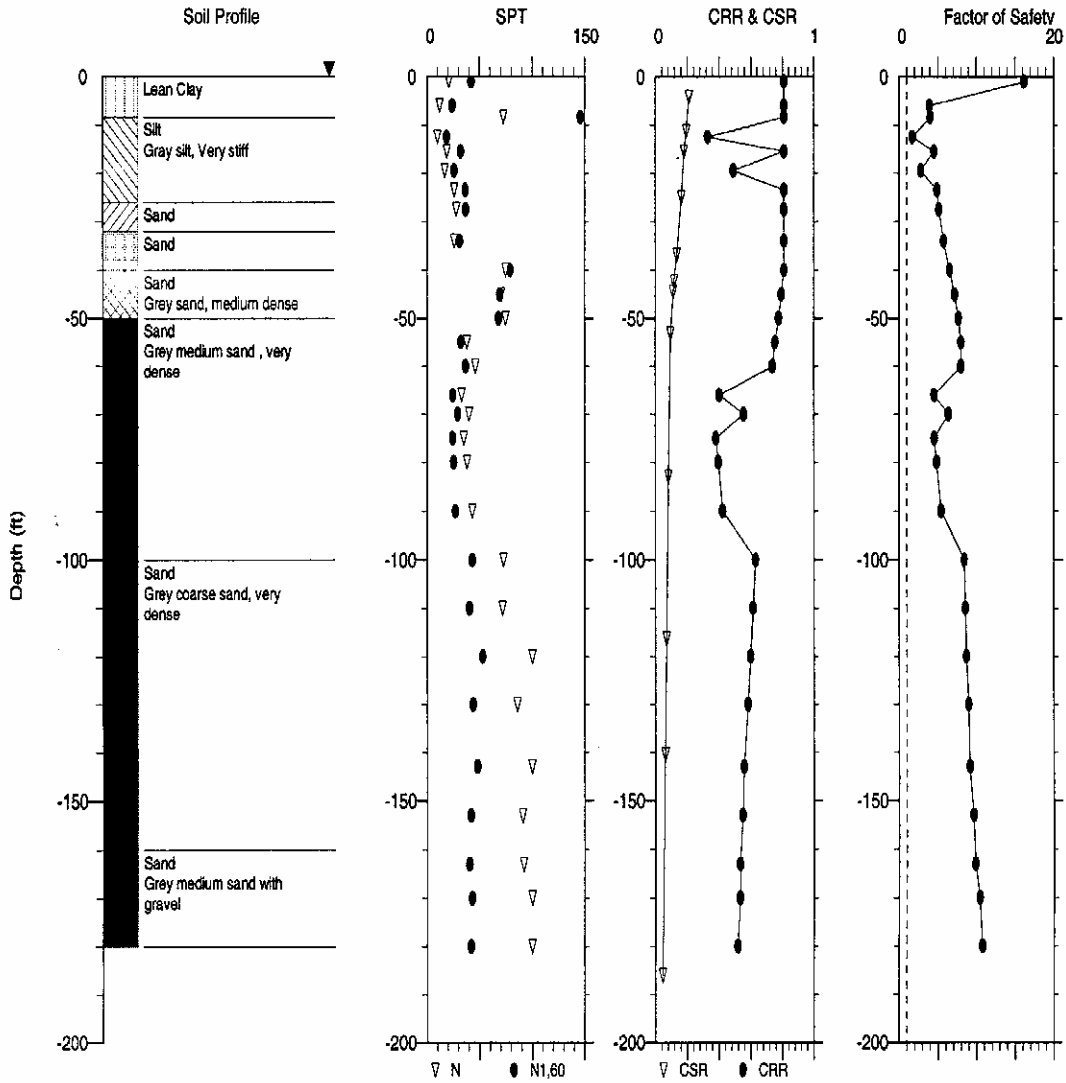 Soil Profile
SPT
CRR & CSR
Factor of Safety
0 150
0 1
0 20
0
-50
-100
-150
-200
Depth (ft)
Lean Clay
Silt
Gray silt, Very stiff
Sand
Sand
Sand
Grey sand, medium dense
Sand
Grey medium sand , very
dense
Sand
Grey coarse sand, very
dense
Sand
Grey medium sand with
gravel
0
-50
-100
-150
-200
0
-50
-100
-150
-200
0
-50
-100
-150
-200
N N1,60
CSR CRR